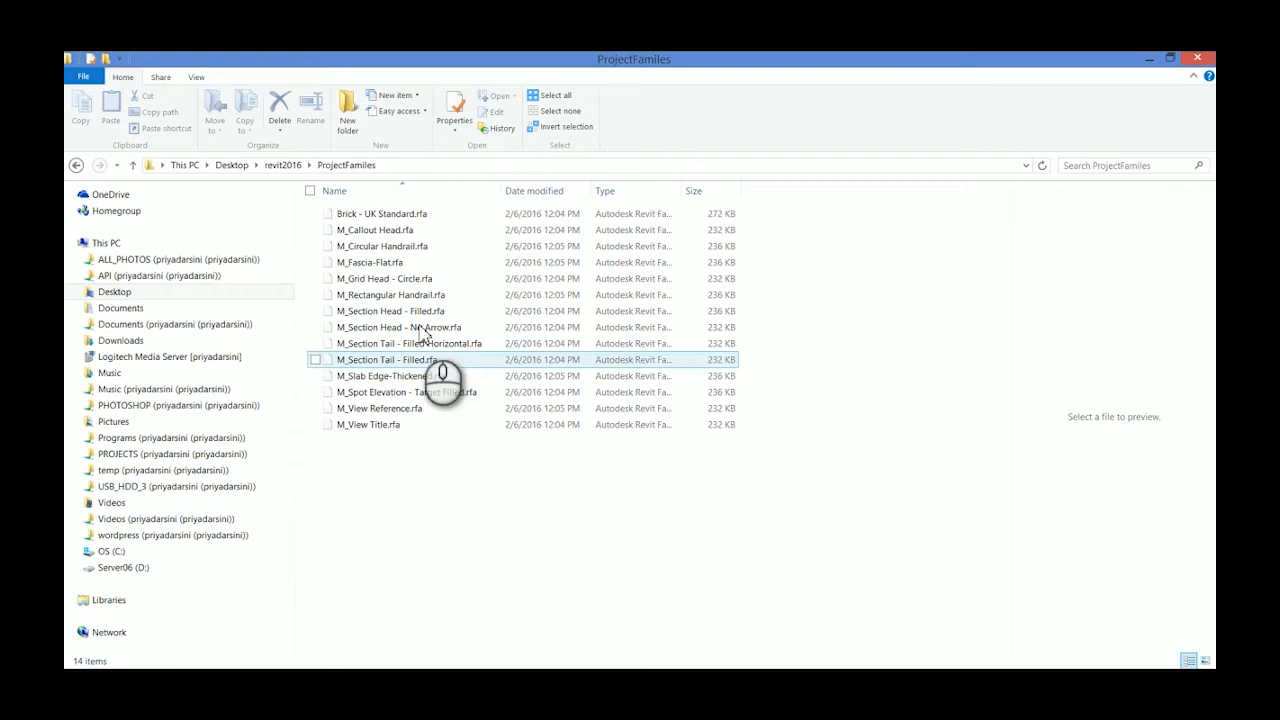 ProjectFamiles
File Home Share View
Copy Paste Cut Copy path Paste shortcut Clipboard
Move to Copy to Delete Rename Organize
New folder New item Easy access New
Properties Open Edit History Open
Select all Select none Invert selection Select
This PC Desktop revit2016 ProjectFamiles Search ProjectFamiles
Name Date modified Type Size
OneDrive
Homegroup
This PC
ALL_PHOTOS (priyadarsini (priyadarsini))
API (priyadarsini (priyadarsini))
Desktop
Documents
Documents (priyadarsini (priyadarsini))
Downloads
Logitech Media Server [priyadarsini]
Music
Music (priyadarsini (priyadarsini))
PHOTOSHOP (priyadarsini (priyadarsini))
Pictures
Programs (priyadarsini (priyadarsini))
PROJECTS (priyadarsini (priyadarsini))
temp (priyadarsini (priyadarsini))
USB_HDD_3 (priyadarsini (priyadarsini))
Videos
Videos (priyadarsini (priyadarsini))
wordpress (priyadarsini (priyadarsini))
OS (C:)
Server06 (D:)
Libraries
Network
Brick - UK Standard.rfa 2/6/2016 12:04 PM Autodesk Revit Fa... 272 KB
M_Callout Head.rfa 2/6/2016 12:04 PM Autodesk Revit Fa... 232 KB
M_Circular Handrail.rfa 2/6/2016 12:05 PM Autodesk Revit Fa... 236 KB
M_Fascia-Flat.rfa 2/6/2016 12:05 PM Autodesk Revit Fa... 236 KB
M_Grid Head - Circle.rfa 2/6/2016 12:04 PM Autodesk Revit Fa... 232 KB
M_Rectangular Handrail.rfa 2/6/2016 12:05 PM Autodesk Revit Fa... 236 KB
M_Section Head - Filled.rfa 2/6/2016 12:04 PM Autodesk Revit Fa... 236 KB
M_Section Head - No Arrow.rfa 2/6/2016 12:04 PM Autodesk Revit Fa... 232 KB
M_Section Tail - Filled Horizontal.rfa 2/6/2016 12:04 PM Autodesk Revit Fa... 232 KB
M_Section Tail - Filled.rfa 2/6/2016 12:04 PM Autodesk Revit Fa... 232 KB
M_Slab Edge-Thickened 2/6/2016 12:05 PM Autodesk Revit Fa... 236 KB
M_Spot Elevation - Target Filled.rfa 2/6/2016 12:04 PM Autodesk Revit Fa... 236 KB
M_View Reference.rfa 2/6/2016 12:05 PM Autodesk Revit Fa... 232 KB
M_View Title.rfa 2/6/2016 12:04 PM Autodesk Revit Fa... 232 KB
Select a file to preview.
14 items